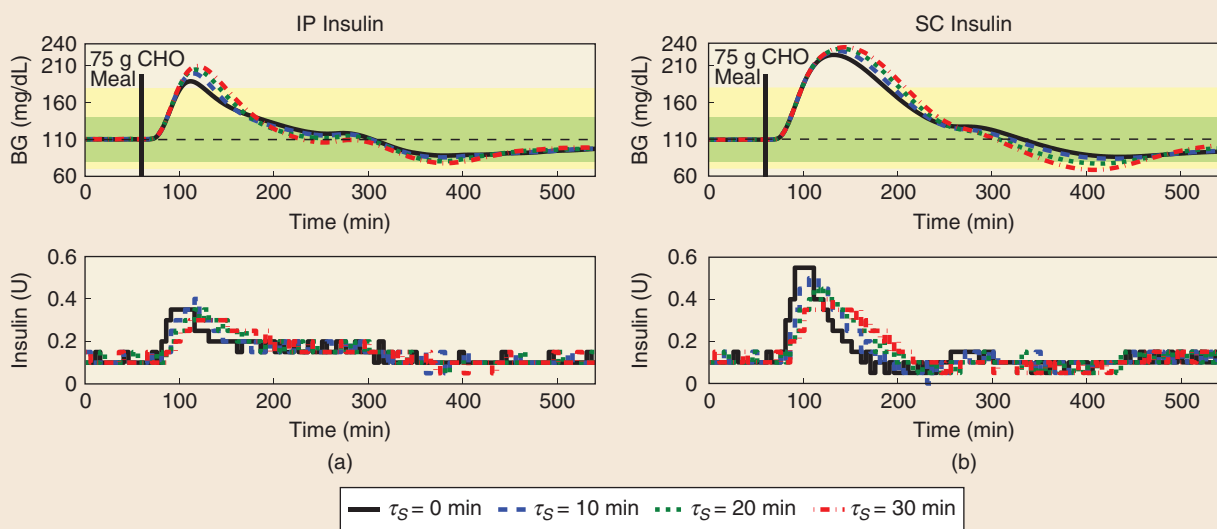 IP Insulin
240
210
160
110
60
BG (mg/dL)
75 g CHO
Meal
0 100 200 300 400 500
Time (min)
0.6
0.4
0.2
0
Insulin (U)
0 100 200 300 400 500
Time (min)
(a)
SC Insulin
240
210
160
110
60
BG (mg/dL)
75 g CHO
Meal
0 100 200 300 400 500
Time (min)
0.6
0.4
0.2
0
Insulin (U)
0 100 200 300 400 500
Time (min)
(b)
τS = 0 min τS = 10 min τS = 20 min τS = 30 min